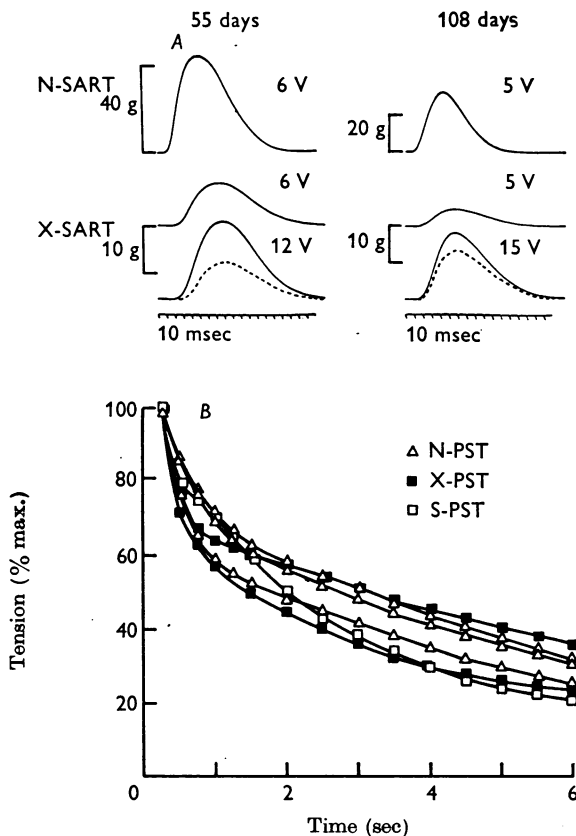 55 days 108 days
A
N-SART
40 g
6 V
20 g
5 V
X-SART
10 g
6 V
12 V
10 g
5 V
15 V
10 msec 10 msec
B
Tension (% max.)
100
80
60
40
20
0 2 4 6
N-PST
X-PST
S-PST
Time (sec)